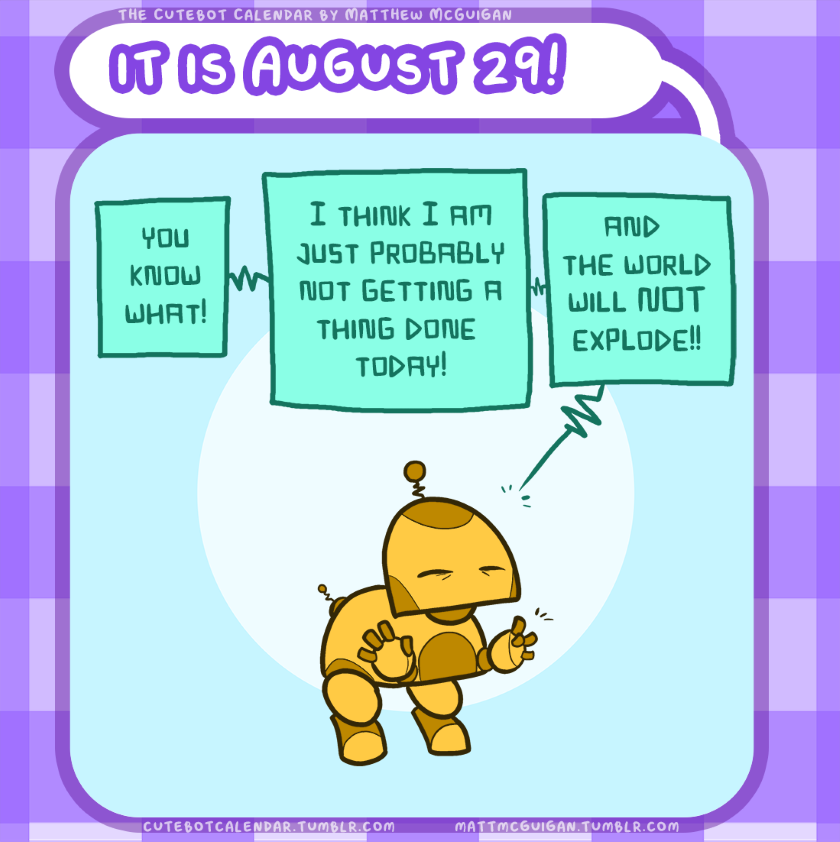 THE CUTEBOT CALENDAR BY MATTHEW MCGUIGAN
IT IS AUGUST 29!
YOU
KNOW
WHAT!
I THINK I AM
JUST PROBABLY
NOT GETTING A
THING DONE
TODAY!
AND
THE WORLD
WILL NOT
EXPLODE!!
CUTEBOTCALENDAR.TUMBLR.COM
MATTMCGUIGAN.TUMBLR.COM